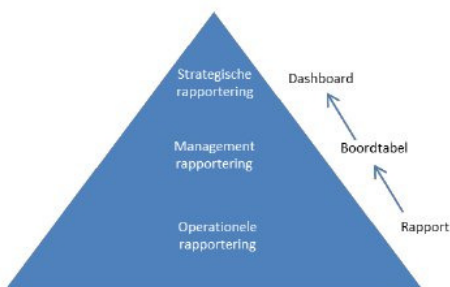 Strategische
rapportering
Dashboard
Management
rapportering
Boordtabel
Operationele
rapportering
Rapport